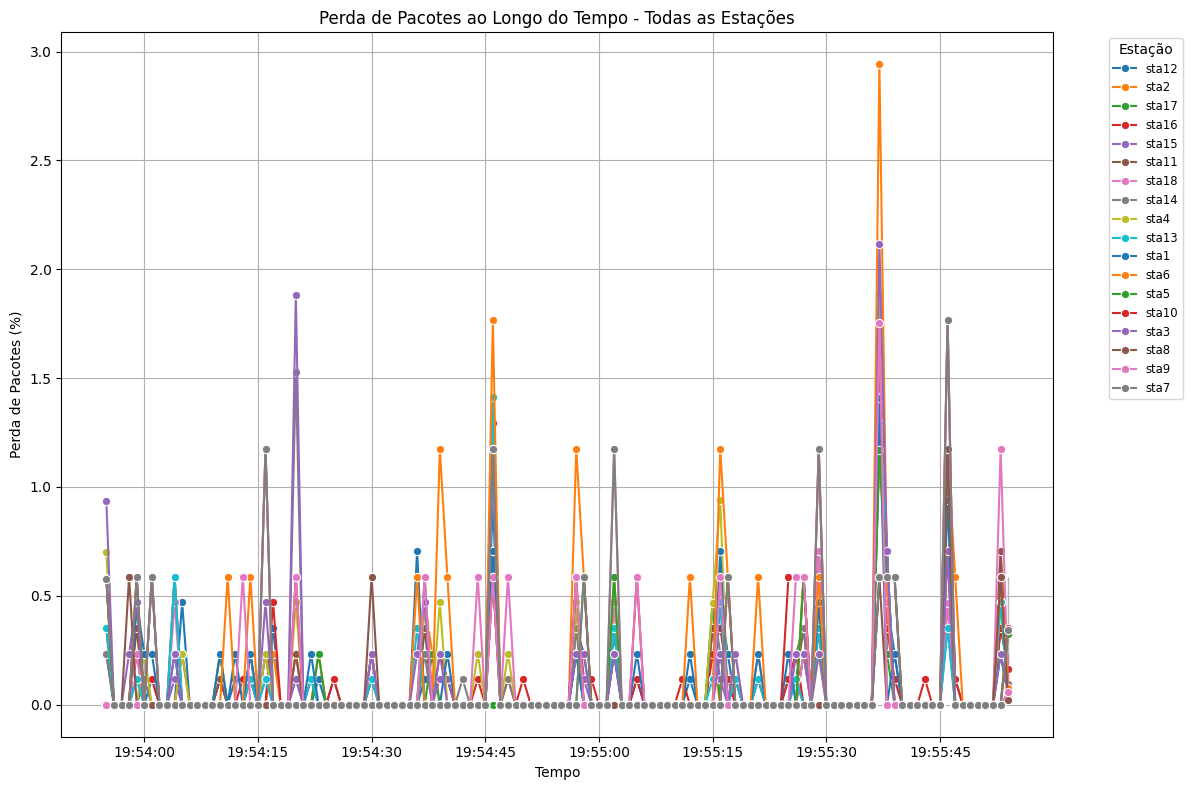 Perda de Pacotes ao Longo do Tempo - Todas as Estações
Estação
sta12
sta2
sta17
sta16
sta15
sta11
sta18
sta14
sta4
sta13
sta1
sta6
sta5
sta10
sta3
sta8
sta9
sta7
Perda de Pacotes (%)
3.0
2.5
2.0
1.5
1.0
0.5
0.0
19:54:00 19:54:15 19:54:30 19:54:45 19:55:00 19:55:15 19:55:30 19:55:45
Tempo